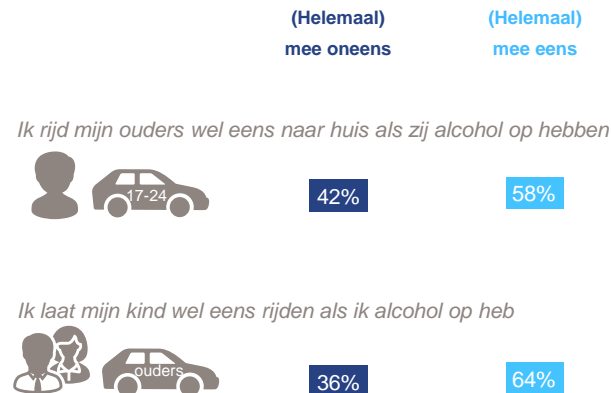 (Helemaal) (Helemaal)
mee oneens mee eens
Ik rijd mijn ouders wel eens naar huis als zij alcohol op hebben
17-24 42% 58%
Ik laat mijn kind wel eens rijden als ik alcohol op heb
ouders 36% 64%